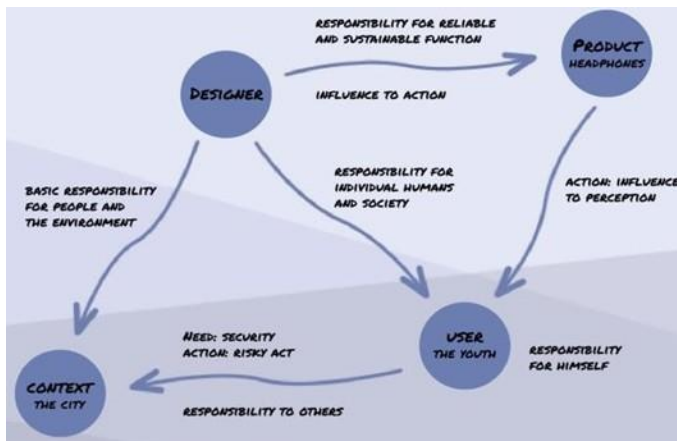 RESPONSIBILITY FOR RELIABLE
AND SUSTAINABLE FUNCTION
PRODUCT
HEADPHONES
DESIGNER
INFLUENCE TO ACTION
BASIC RESPONSIBILITY
FOR PEOPLE AND
THE ENVIRONMENT
RESPONSIBILITY FOR
INDIVIDUAL HUMANS
AND SOCIETY
ACTION: INFLUENCE
TO PERCEPTION
NEED: SECURITY
ACTION: RISKY ACT
USER
THE YOUTH
RESPONSIBILITY
FOR HIMSELF
CONTEXT
THE CITY
RESPONSIBILITY TO OTHERS